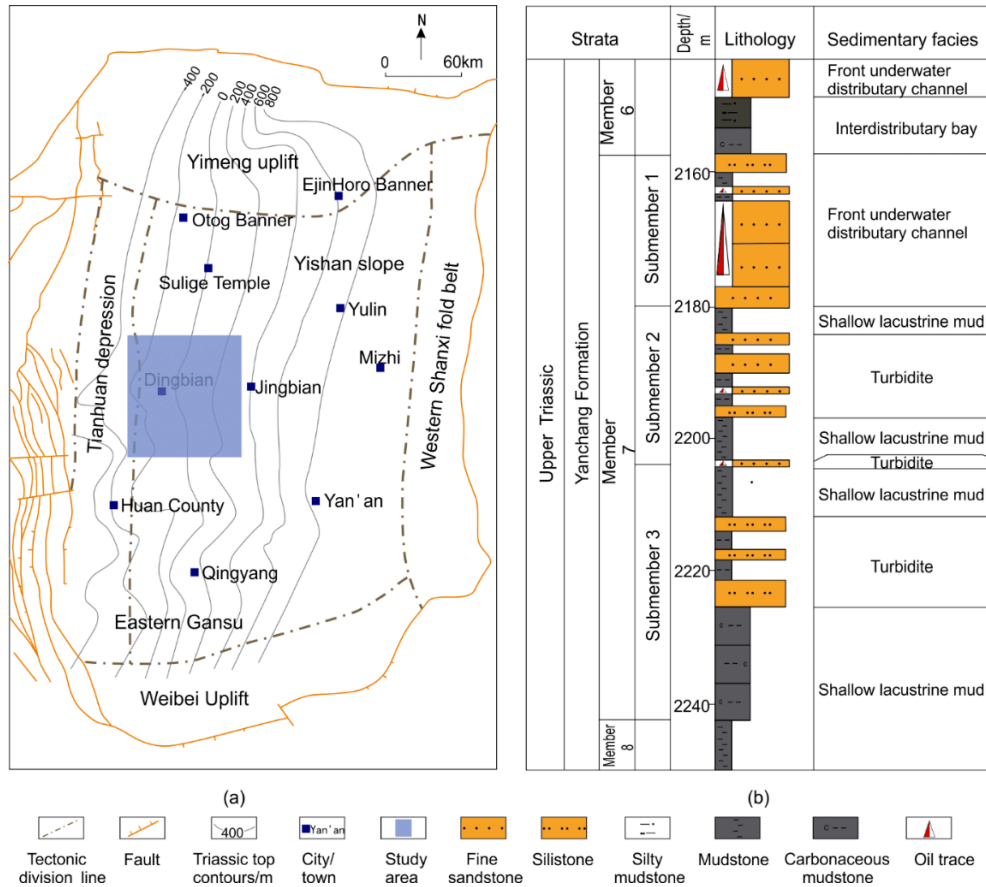 N
0 60km
-400
-200
0
200
400
600
800
Yimeng uplift
EjinHoro Banner
Otog Banner
Yishan slope
Sulige Temple
Yulin
Tianhuan depression
Mizhi
Western Shanxi fold belt
Dingbian
Jingbian
Huan County
Yan'an
Qingyang
Eastern Gansu
Weibei Uplift
(a)
Strata
Depth/
m
Lithology
Sedimentary facies
Upper Triassic
Yanchang Formation
Member
6
Member
7
Member
8
Submember 1
Submember 2
Submember 3
2160
2180
2200
2220
2240
Front underwater
distributary channel
Interdistributary bay
Front underwater
distributary channel
Shallow lacustrine mud
Turbidite
Shallow lacustrine mud
Turbidite
Shallow lacustrine mud
Turbidite
Shallow lacustrine mud
(b)
400
Yan'an
Tectonic
division line
Fault
Triassic top
contours/m
City/
town
Study
area
Fine
sandstone
Silistone
Silty
mudstone
Mudstone
Carbonaceous
mudstone
Oil trace